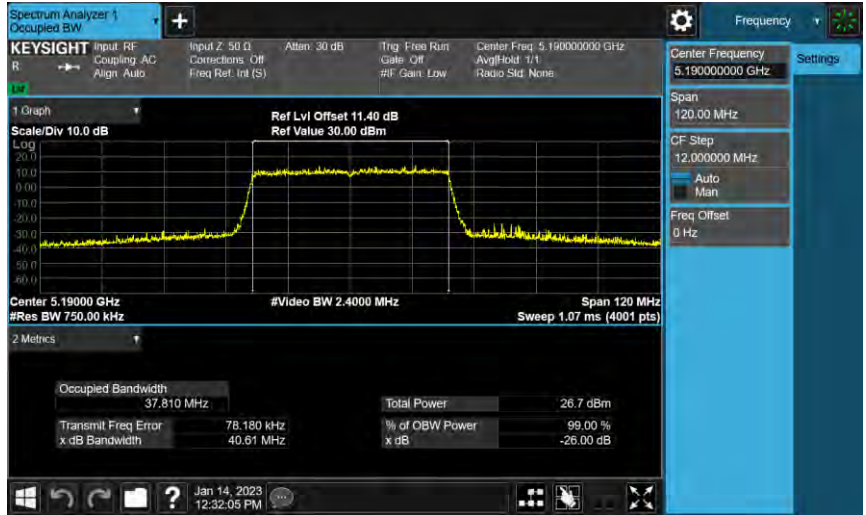 Spectrum Analyzer 1
Occupied BW
Frequency
KEYSIGHT
R
Input: RF
Coupling: AC
Align: Auto
Input Z: 50 Ω
Corrections: Off
Freq Ref: Int (S)
Atten: 30 dB
Trig: Free Run
Gate: Off
#IF Gain: Low
Center Freq: 5.190000000 GHz
Avg|Hold: 1/1
Radio Std: None
1 Graph
Scale/Div 10.0 dB
Ref Lvl Offset 11.40 dB
Ref Value 30.00 dBm
Log
20.0
10.0
0.00
-10.0
-20.0
-30.0
-40.0
-50.0
-60.0
Center 5.19000 GHz
#Video BW 2.4000 MHz
Span 120 MHz
#Res BW 750.00 kHz
Sweep 1.07 ms (4001 pts)
2 Metrics
Occupied Bandwidth
37.810 MHz
Total Power 26.7 dBm
Transmit Freq Error 78.180 kHz
% of OBW Power 99.00 %
x dB Bandwidth 40.61 MHz
x dB -26.00 dB
Center Frequency
5.190000000 GHz
Settings
Span
120.00 MHz
CF Step
12.000000 MHz
Auto
Man
Freq Offset
0 Hz
?
Jan 14, 2023
12:32:05 PM